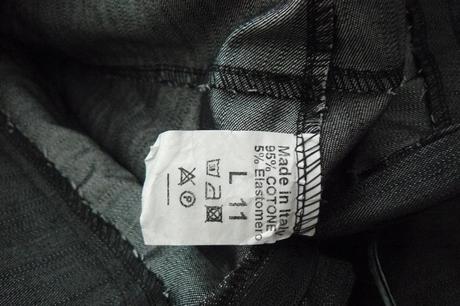 Made in Italy
95% COTONE
5% Elastomero
L 11
P